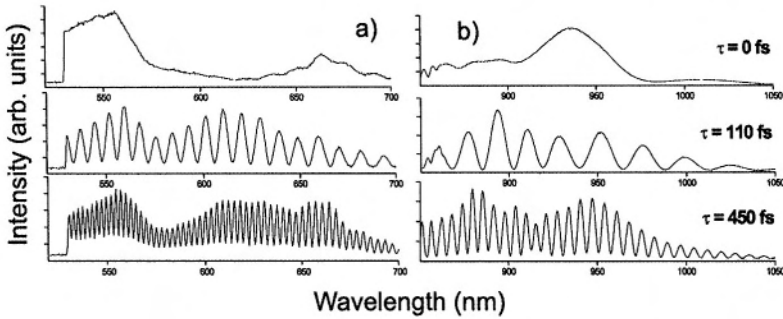 a)
b)
τ = 0 fs
550 600 650 700
900 950 1000 1050
Intensity (arb. units)
τ = 110 fs
550 600 650 700
900 950 1000 1050
τ = 450 fs
550 600 650 700
900 950 1000 1050
Wavelength (nm)